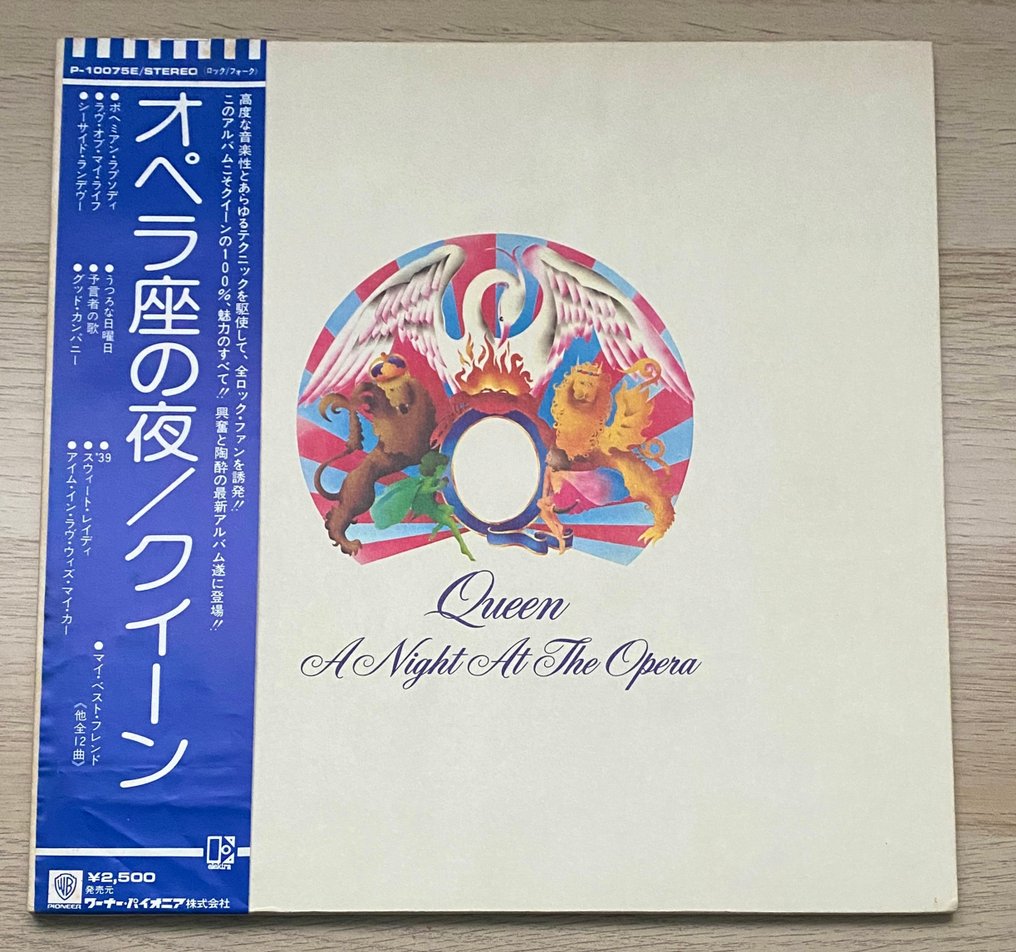 P-10075E/STEREO (ロック/フォーク)
高度な音楽性とあらゆるテクニックを駆使して、全ロック・ファンを誘発!!
このアルバムこそクイーンの100%、魅力のすべて!! 興奮と陶酔の最新アルバム遂に登場!!
オペラ座の夜/クイーン
●ボヘミアン・ラプソディ
●ラヴ・オブ・マイ・ライフ
●シーサイド・ランデヴー
●うつろな日曜日
●予言者の歌
●グッド・カンパニー
●'39
●スウィート・レイディ
●アイム・イン・ラヴ・ウィズ・マイ・カー
●マイ・ベスト・フレンド
《他全12曲》
Queen
A Night At The Opera
elektra
WB
PIONEER
¥2,500
発売元
ワーナー・パイオニア株式会社